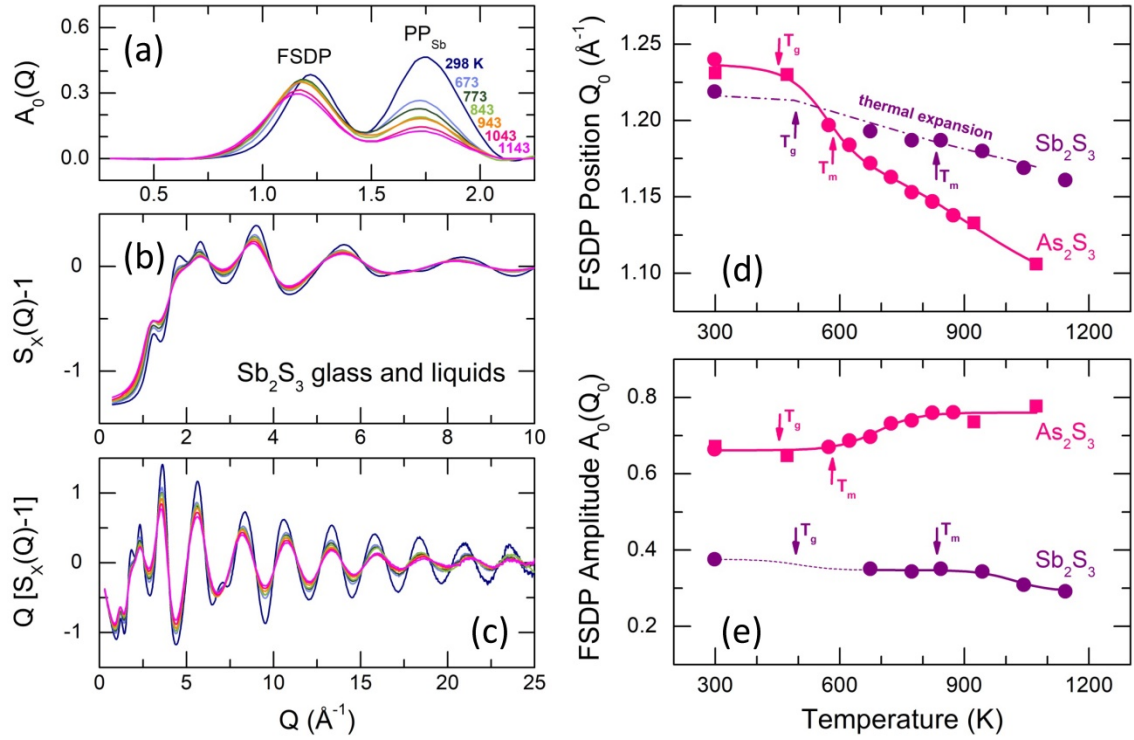 (a)
A₀(Q)
0.6
0.3
0.0
FSDP
PP_Sb
298 K
673
773
843
943
1043
1143
0.5
1.0
1.5
2.0
(b)
S_X(Q)-1
0
-1
Sb₂S₃ glass and liquids
0
2
4
6
8
10
(c)
Q [S_X(Q)-1]
1
0
-1
0
5
10
15
20
25
Q (Å⁻¹)
(d)
FSDP Position Q₀ (Å⁻¹)
1.25
1.20
1.15
1.10
T_g
thermal expansion
Sb₂S₃
T_g
T_m
T_m
As₂S₃
300
600
900
1200
(e)
FSDP Amplitude A₀(Q₀)
0.8
0.6
0.4
0.2
T_g
As₂S₃
T_m
T_g
T_m
Sb₂S₃
300
600
900
1200
Temperature (K)